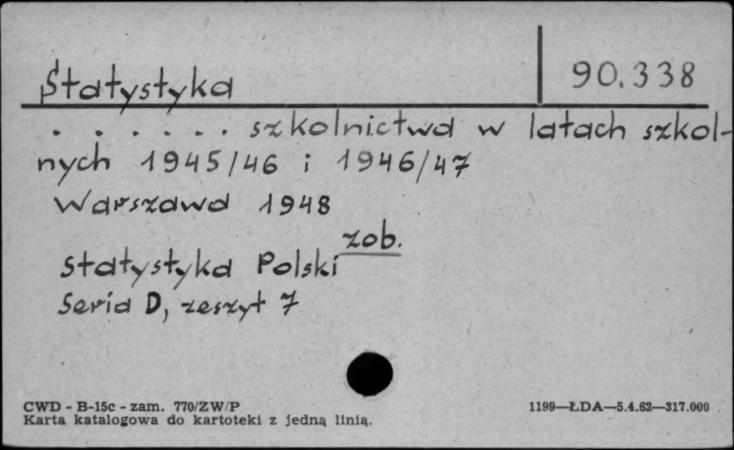 Statystyka
90.338
. . . . . . szkolnictwa w latach szkol-
nych 1945/46 i 1946/47
Warszawa 1948
zob.
Statystyka Polski
Seria D, zeszyt 7
CWD - B-15c - zam. 770/ZW/P
1199—ŁDA—5.4.62—317.000
Karta katalogowa do kartoteki z jedną linią.